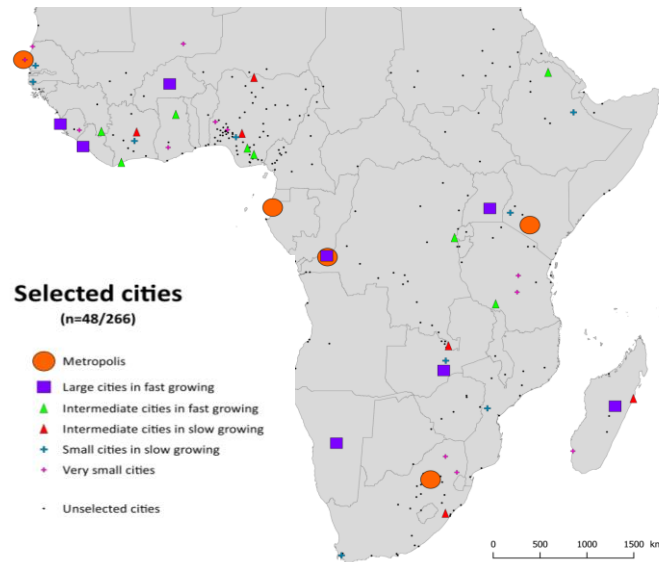 Selected cities
(n=48/266)
Metropolis
Large cities in fast growing
Intermediate cities in fast growing
Intermediate cities in slow growing
Small cities in slow growing
Very small cities
Unselected cities
0 500 1000 1500 km